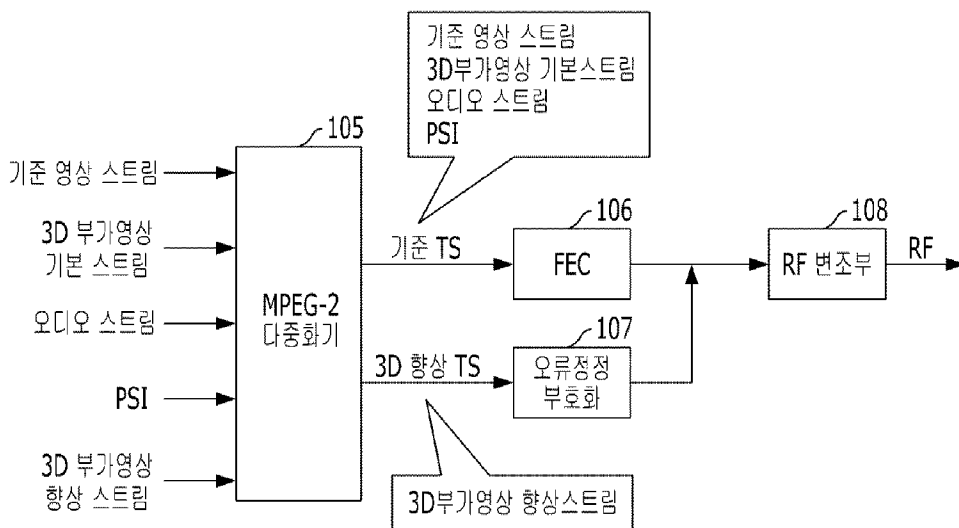 기준 영상 스트림
3D부가영상 기본스트림
오디오 스트림
PSI
105
기준 영상 스트림
3D 부가영상
기본 스트림
오디오 스트림
PSI
3D 부가영상
향상 스트림
MPEG-2
다중화기
기준 TS
106
FEC
108
RF 변조부
RF
3D 향상 TS
107
오류정정
부호화
3D부가영상 향상스트림